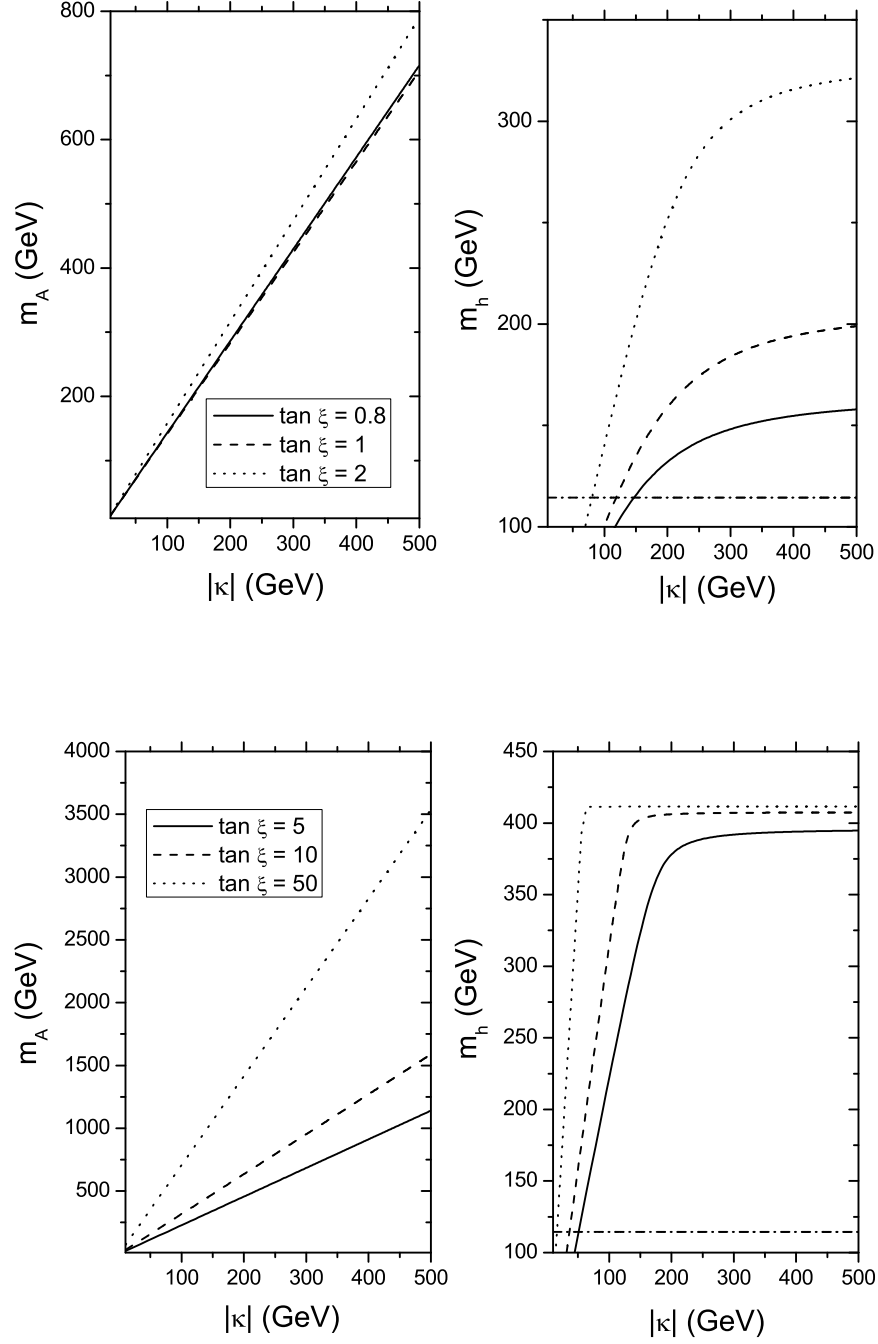 800
600
400
200
m_A (GeV)
tan ξ = 0.8
tan ξ = 1
tan ξ = 2
100 200 300 400 500
|κ| (GeV)
300
200
100
m_h (GeV)
100 200 300 400 500
|κ| (GeV)
4000
3500
3000
2500
2000
1500
1000
500
m_A (GeV)
tan ξ = 5
tan ξ = 10
tan ξ = 50
100 200 300 400 500
|κ| (GeV)
450
400
350
300
250
200
150
100
m_h (GeV)
100 200 300 400 500
|κ| (GeV)